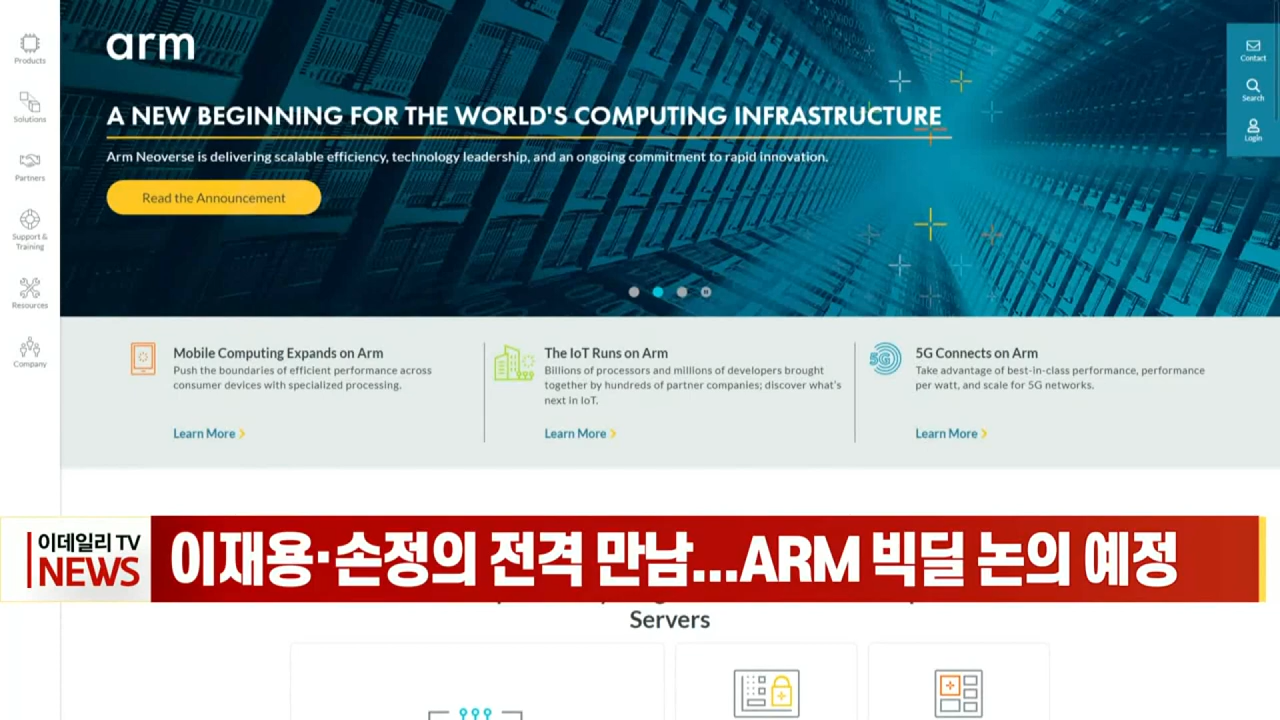 arm
A NEW BEGINNING FOR THE WORLD'S COMPUTING INFRASTRUCTURE
Arm Neoverse is delivering scalable efficiency, technology leadership, and an ongoing commitment to rapid innovation.
Read the Announcement
Products
Solutions
Partners
Support &
Training
Resources
Company
Contact
Search
Login
Mobile Computing Expands on Arm
Push the boundaries of efficient performance across
consumer devices with specialized processing.
Learn More
The IoT Runs on Arm
Billions of processors and millions of developers brought
together by hundreds of partner companies; discover what's
next in IoT.
Learn More
5G
5G Connects on Arm
Take advantage of best-in-class performance, performance
per watt, and scale for 5G networks.
Learn More
이데일리 TV
NEWS
이재용·손정의 전격 만남...ARM 빅딜 논의 예정
Servers